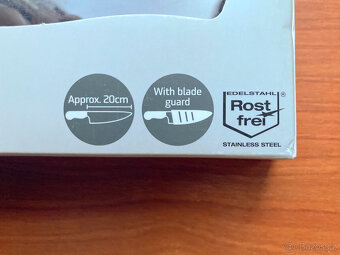 Approx. 20cm
With blade
guard
EDELSTAHL
®
Rost
frei
STAINLESS STEEL